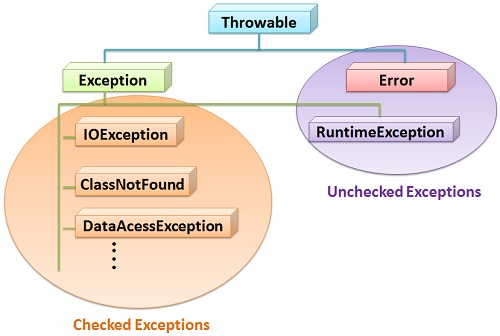 Throwable
Exception
Error
IOException
RuntimeException
ClassNotFound
Unchecked Exceptions
DataAcessException
Checked Exceptions